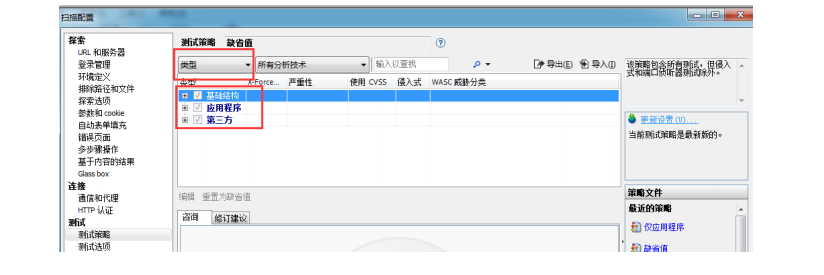 扫描配置
探索
URL 和服务器
登录管理
环境定义
排除路径和文件
探索选项
参数和 cookie
自动表单填充
错误页面
多步骤操作
基于内容的结果
Glass box
连接
通信和代理
HTTP 认证
测试
测试策略
测试选项
测试策略 缺省值
类型 所有分析技术 输入以查找 导出(E) 导入(I)
类型 X-Force... 严重性 使用 CVSS 侵入式 WASC 威胁分类
基础结构
应用程序
第三方
编辑 重置为缺省值
咨询 修订建议
该策略包含所有测试，但侵入
式和端口侦听器测试除外。
更新设置(U)...
当前测试策略是最新版的。
策略文件
最近的策略
仅应用程序
缺省值